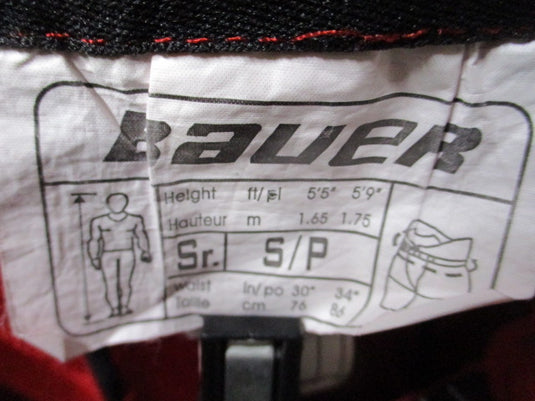 BAUER
Height ft/pi 5'5" 5'9"
Hauteur m 1.65 1.75
Sr. S/P
waist in/po 30" 34"
Taille cm 76 86